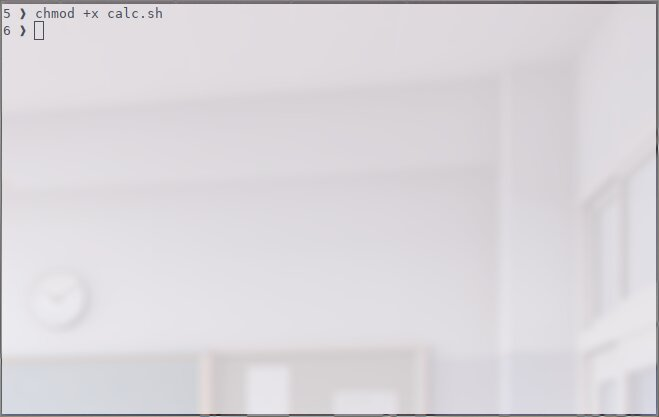 5 ❯ chmod +x calc.sh
6 ❯